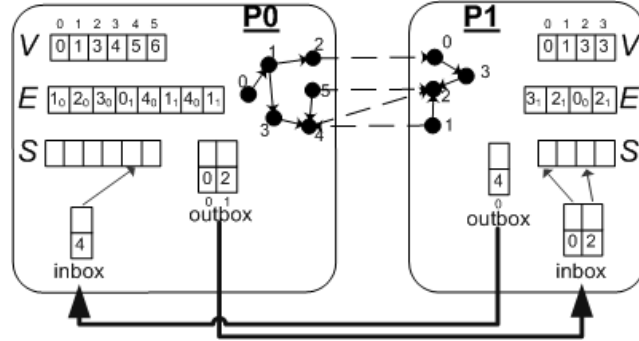 P0
0 1 2 3 4 5
V 0 1 3 4 5 6
E 1₀ 2₀ 3₀ 0₁ 4₀ 1₁ 4₀ 1₁
S
0
1
2
5
3
4
0 2
0 1
outbox
4
inbox
P1
0
3
2
1
0 1 2 3
0 1 3 3 V
3₁ 2₁ 0₀ 2₁ E
S
4
0
outbox
0 2
inbox